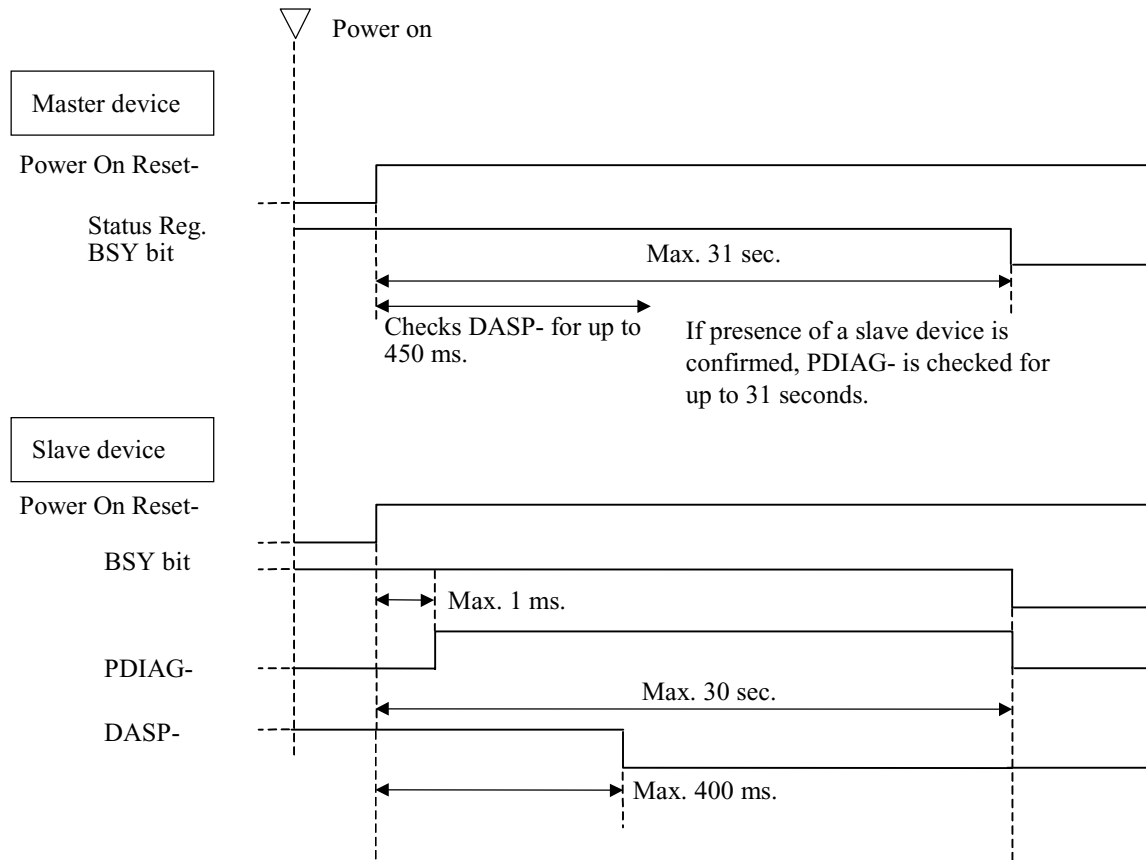 Power on
Master device
Power On Reset-
Status Reg.
BSY bit
Max. 31 sec.
Checks DASP- for up to
450 ms.
If presence of a slave device is
confirmed, PDIAG- is checked for
up to 31 seconds.
Slave device
Power On Reset-
BSY bit
Max. 1 ms.
PDIAG-
Max. 30 sec.
DASP-
Max. 400 ms.